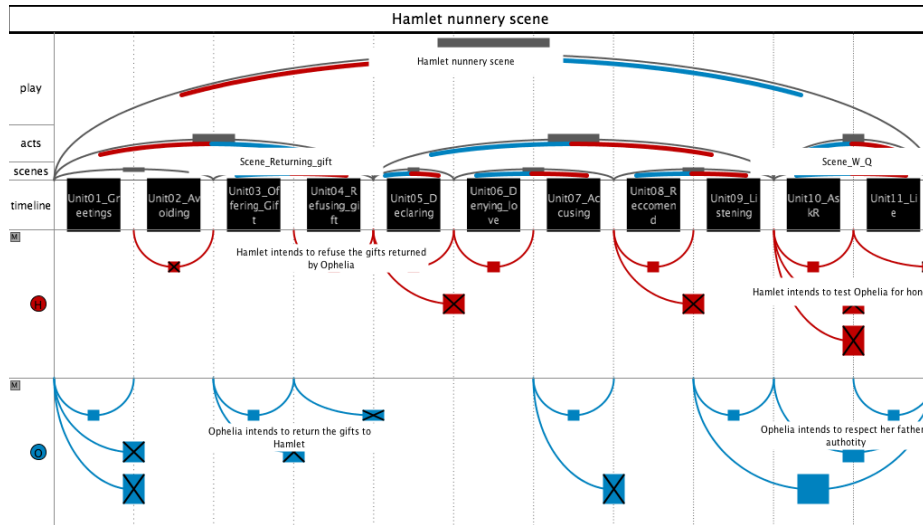 Hamlet nunnery scene
Hamlet nunnery scene
play
acts
Scene_Returning_gift
Scene_W_Q
scenes
timeline
Unit01_Gr
eetings
Unit02_Av
oiding
Unit03_Of
fering_Gif
t
Unit04_R
efusing_gi
ft
Unit05_D
eclaring
Unit06_D
enying_lo
ve
Unit07_Ac
cusing
Unit08_R
eccomen
d
Unit09_Li
stening
Unit10_As
kR
Unit11_Li
e
M
Hamlet intends to refuse the gifts returned
by Ophelia
H
Hamlet intends to test Ophelia for hon
M
Ophelia intends to return the gifts to
Hamlet
Ophelia intends to respect her father
authotity
O